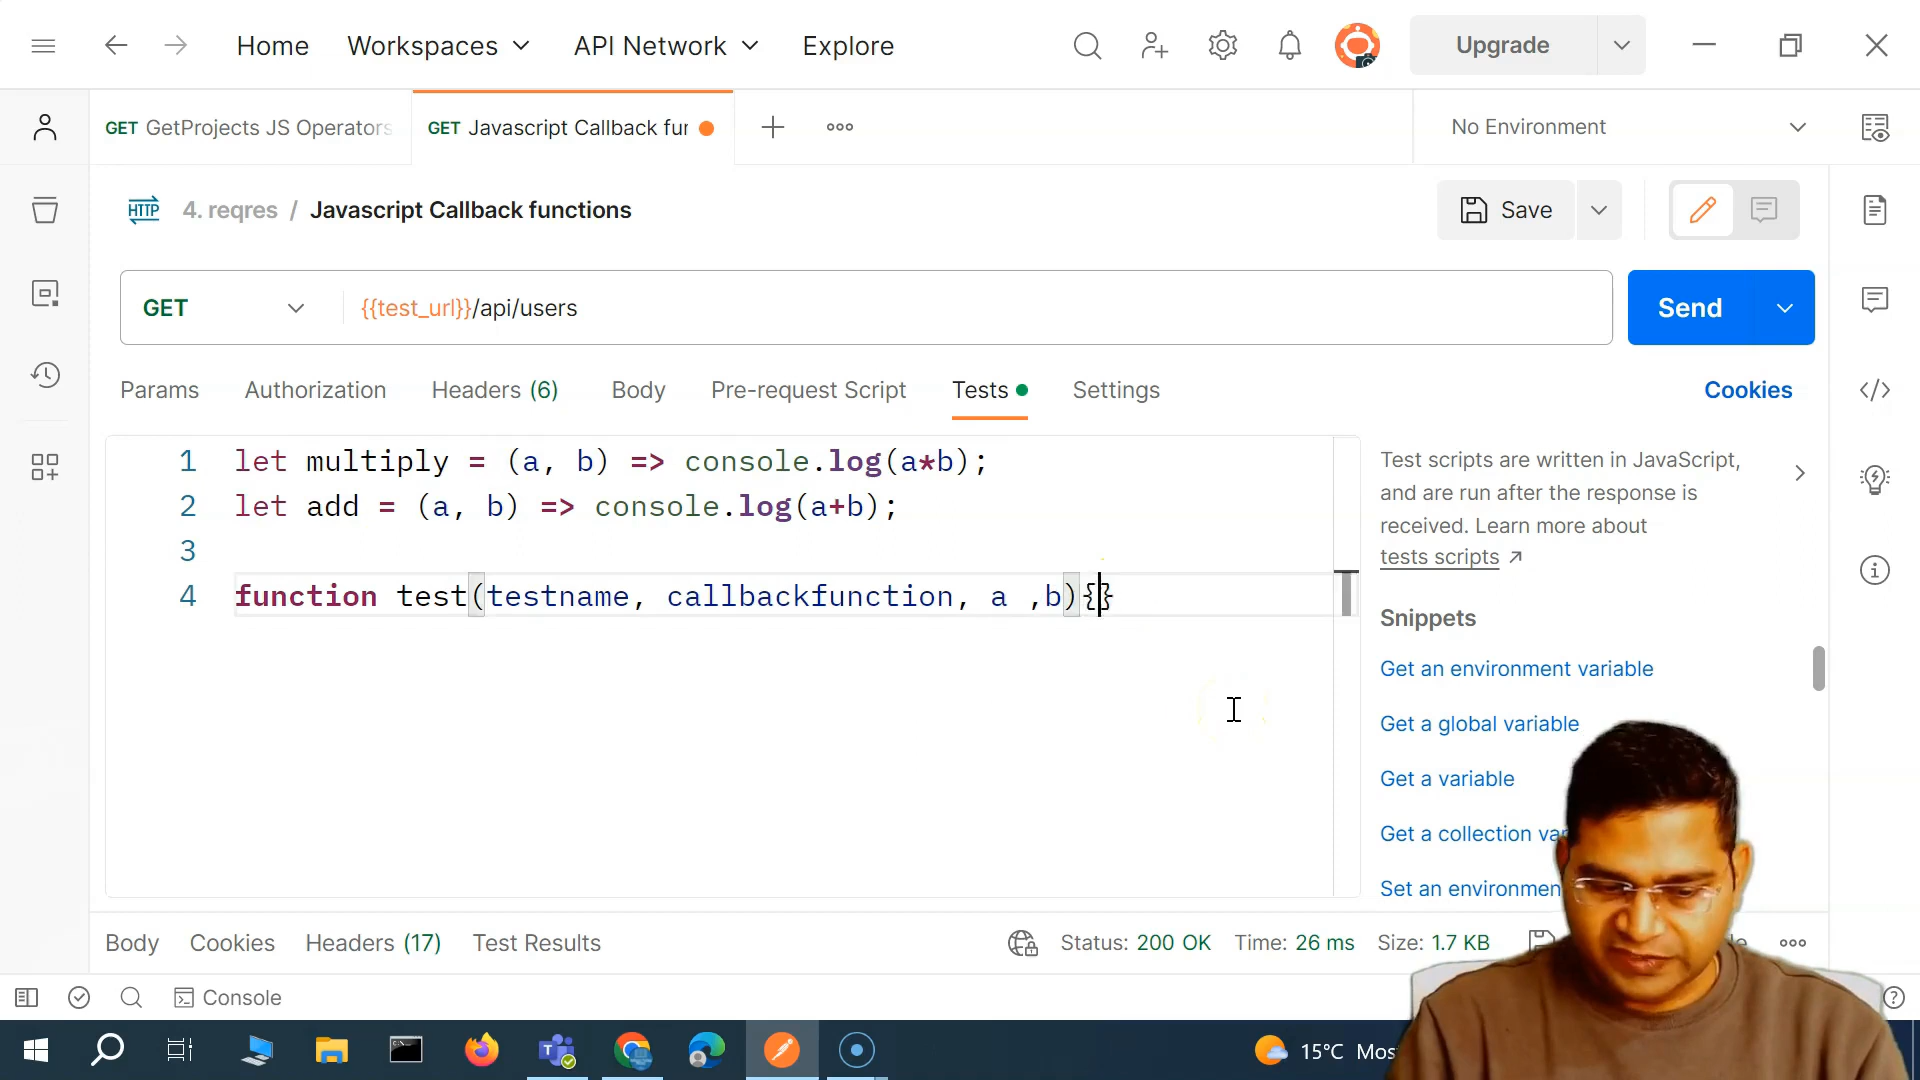 Home Workspaces API Network Explore Upgrade
GET GetProjects JS Operators GET Javascript Callback fur No Environment
HTTP 4. reqres / Javascript Callback functions Save
GET {{test_url}}/api/users Send
Params Authorization Headers (6) Body Pre-request Script Tests Settings Cookies
1 let multiply = (a, b) => console.log(a*b);
2 let add = (a, b) => console.log(a+b);
3
4 function test(testname, callbackfunction, a ,b){}
Test scripts are written in JavaScript,
and are run after the response is
received. Learn more about
tests scripts
Snippets
Get an environment variable
Get a global variable
Get a variable
Get a collection
Set an
Body Cookies Headers (17) Test Results Status: 200 OK Time: 26 ms Size: 1.7 KB
Console
15°C